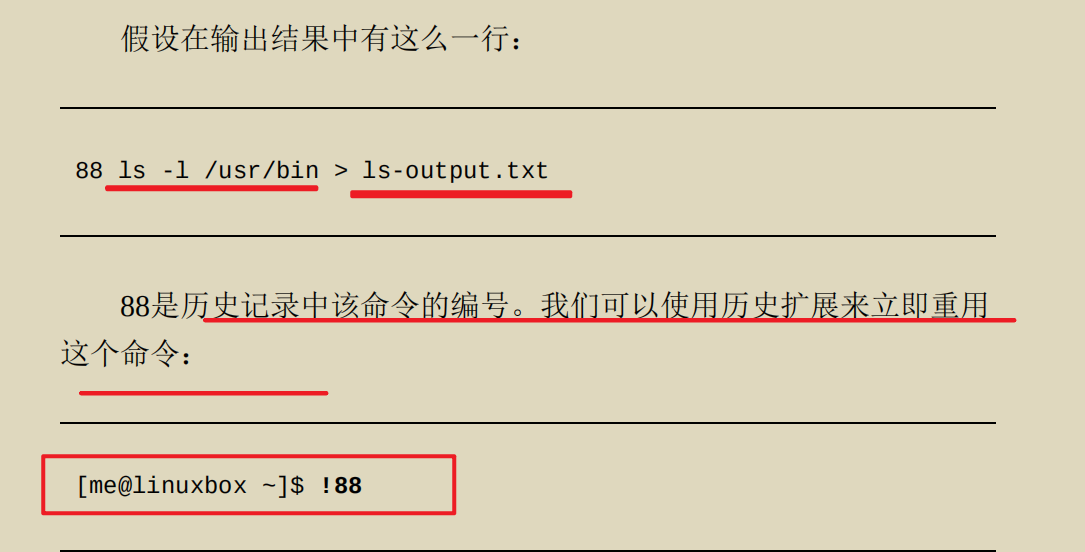 假设在输出结果中有这么一行：
88 ls -l /usr/bin > ls-output.txt
88是历史记录中该命令的编号。我们可以使用历史扩展来立即重用
这个命令：
[me@linuxbox ~]$ !88